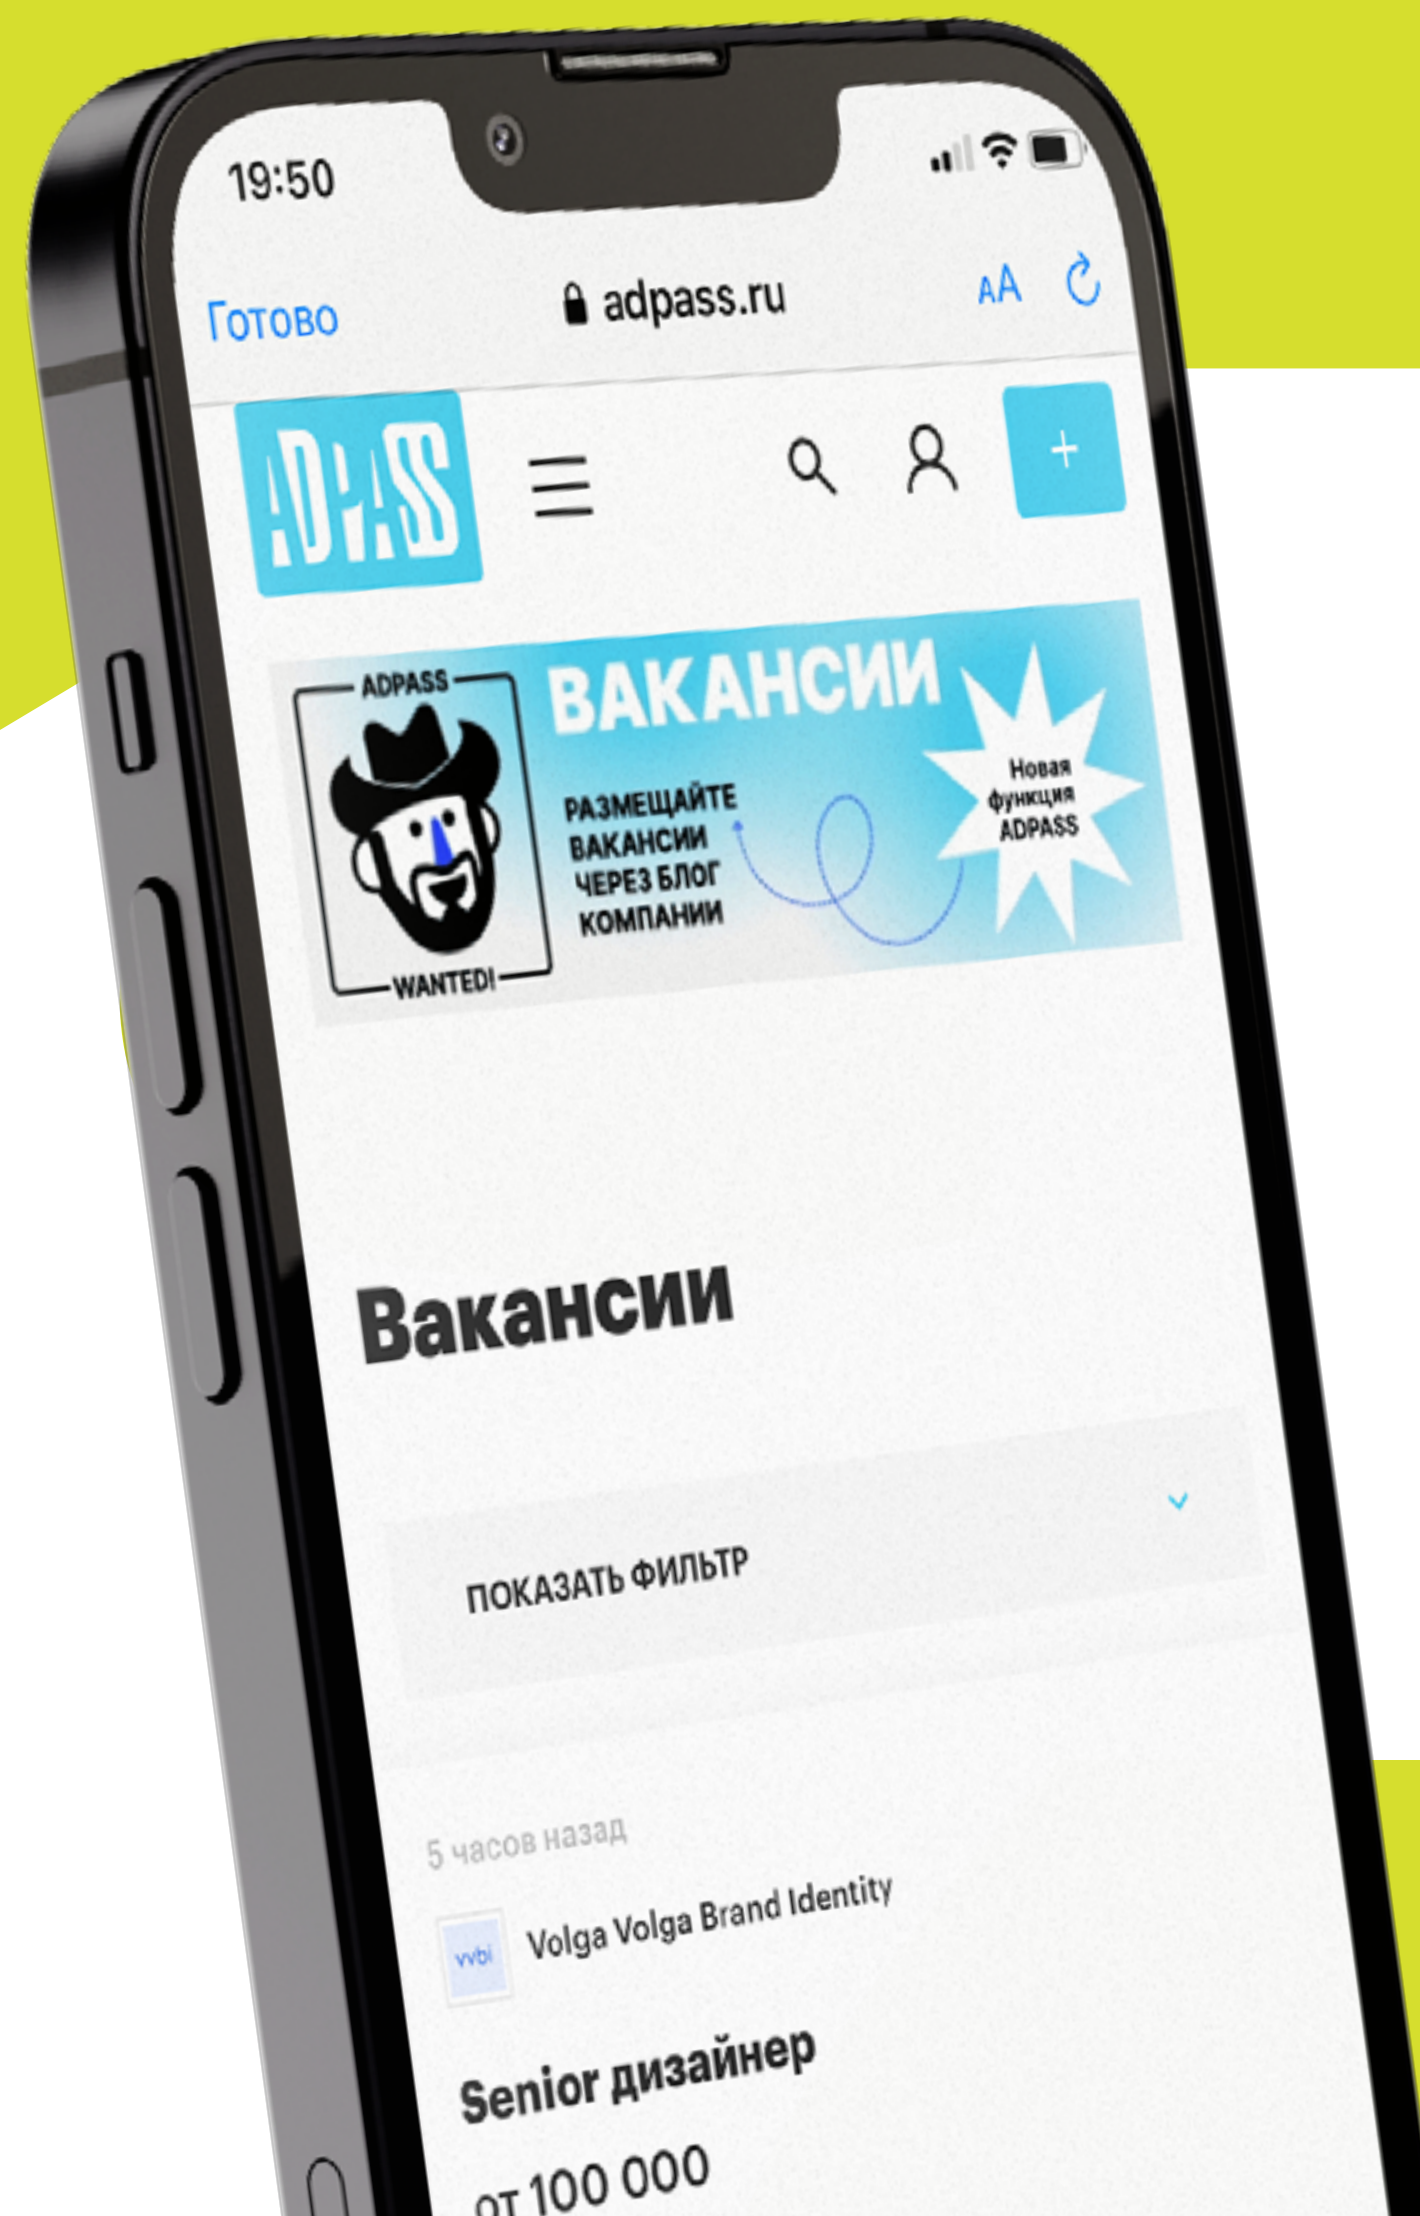 19:50
Готово
adpass.ru
AA
ADPASS
ADPASS
WANTED!
ВАКАНСИИ
РАЗМЕЩАЙТЕ
ВАКАНСИИ
ЧЕРЕЗ БЛОГ
КОМПАНИИ
Новая
функция
ADPASS
Вакансии
ПОКАЗАТЬ ФИЛЬТР
5 часов назад
vvbi
Volga Volga Brand Identity
Senior дизайнер
от 100 000